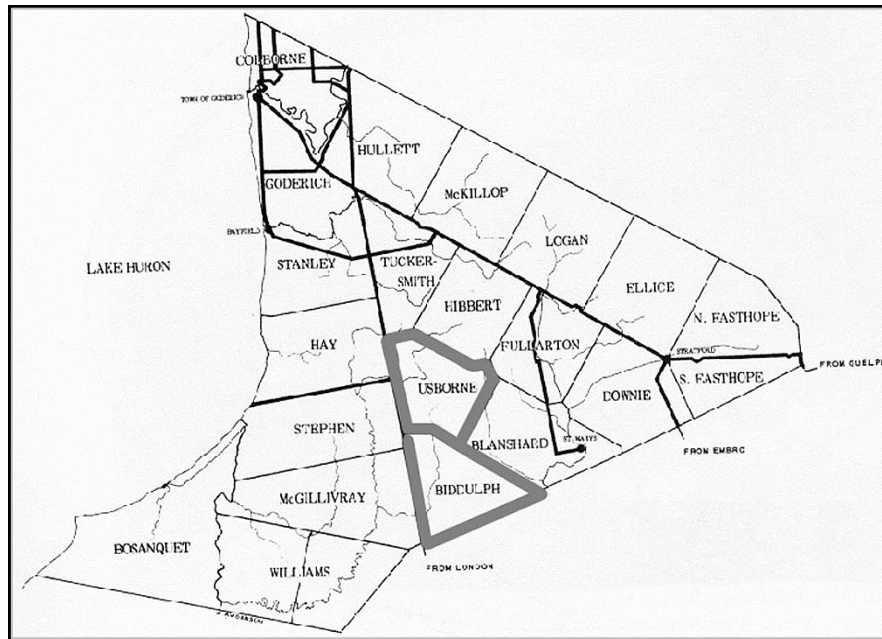 COLBORNE
TOWN OF GODERICH
HULLETT
GODERICH
McKILLOP
BAYFIELD
LOGAN
LAKE HURON
STANLEY
TUCKER-
SMITH
ELLICE
HIBBERT
N. EASTHOPE
HAY
FULLARTON
STRATFORD
FROM GUELPH
S. EASTHOPE
USBORNE
DOWNIE
STEPHEN
BLANSHARD
ST. MARYS
FROM EMBRO
BIDDULPH
McGILLIVRAY
BOSANQUET
WILLIAMS
FROM LONDON
J. ANDERSON